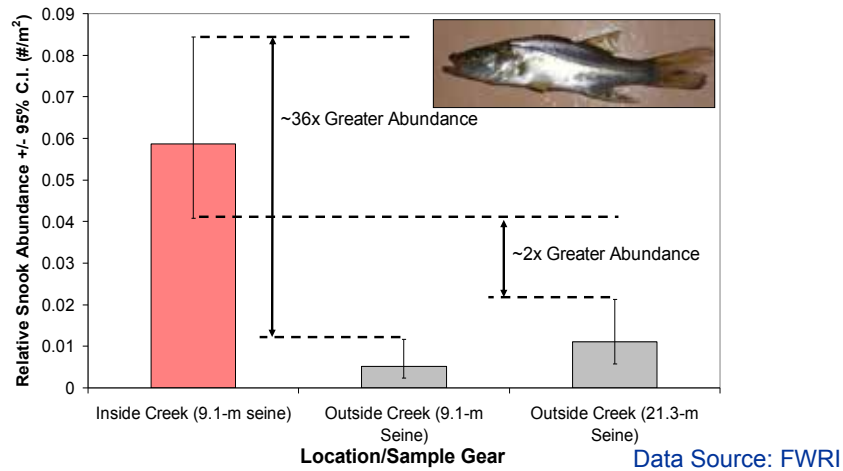 Relative Snook Abundance +/- 95% C.I. (#/m²)
0.09
0.08
0.07
0.06
0.05
0.04
0.03
0.02
0.01
0
~36x Greater Abundance
~2x Greater Abundance
Inside Creek (9.1-m seine)
Outside Creek (9.1-m
Seine)
Outside Creek (21.3-m
Seine)
Location/Sample Gear
Data Source: FWRI